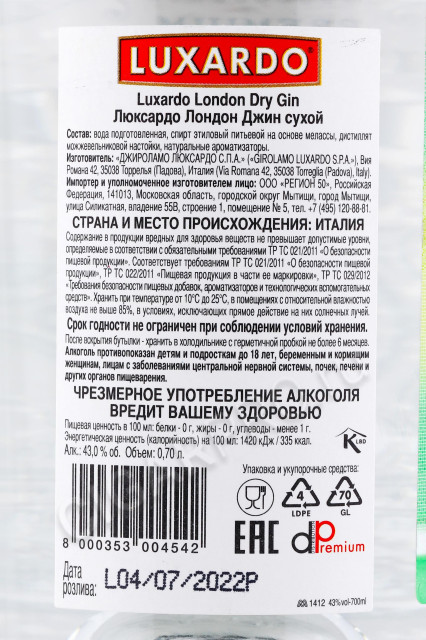 LUXARDO®
Luxardo London Dry Gin
Люксардо Лондон Джин сухой
Состав: вода подготовленная, спирт этиловый питьевой на основе мелассы, дистиллят
можжевельниковой настойки, натуральные ароматизаторы.
Изготовитель: «ДЖИРОЛАМО ЛЮКСАРДО С.П.А.» («GIROLAMO LUXARDO S.P.A.»), Виа
Романа 42, 35038 Торрелья (Падова), Италия (Via Romana 42, 35038 Torreglia (Padova), Italy).
Импортер и уполномоченное изготовителем лицо: ООО «РЕГИОН 50», Российская
Федерация, 141013, Московская область, городской округ Мытищи, город Мытищи,
улица Силикатная, владение 55В, строение 1, помещение № 5, тел. +7 (495) 120-88-81.
СТРАНА И МЕСТО ПРОИСХОЖДЕНИЯ: ИТАЛИЯ
Содержание в продукции вредных для здоровья веществ не превышает допустимые уровни,
определяемые в соответствии с обязательными требованиями ТР ТС 021/2011 "О безопасности
пищевой продукции". Соответствует требованиям ТР ТС 021/2011 «О безопасности
пищевой продукции», ТР ТС 022/2011 "Пищевая продукция в части ее маркировки", ТР ТС 029/2012
"Требования безопасности пищевых добавок, ароматизаторов и технологических вспомогательных
средств". Хранить при температуре от 10°С до 25°С, в помещениях с относительной влажностью
воздуха не выше 85%, в условиях, исключающих прямое действие на них солнечных лучей.
Срок годности не ограничен при соблюдении условий хранения.
После вскрытия бутылки - хранить в холодильнике с герметичной пробкой не более 6 месяцев.
Алкоголь противопоказан детям и подросткам до 18 лет, беременным и кормящим
женщинам, лицам с заболеваниями центральной нервной системы, почек, печени и
других органов пищеварения.
ЧРЕЗМЕРНОЕ УПОТРЕБЛЕНИЕ АЛКОГОЛЯ
ВРЕДИТ ВАШЕМУ ЗДОРОВЬЮ
Пищевая ценность в 100 мл: белки - 0 г, жиры - 0 г, углеводы - менее 1 г.
Энергетическая ценность (калорийность) на 100 мл: 1420 кДж / 335 ккал.
Алк.: 43,0 % об. Объем: 0,70 л.
K LBD
Упаковка и укупорочные средства:
4 LDPE
70 GL
EAC
dPremium
8 000353 004542
Дата
розлива:
L04/07/2022P
1412 43%vol-700ml